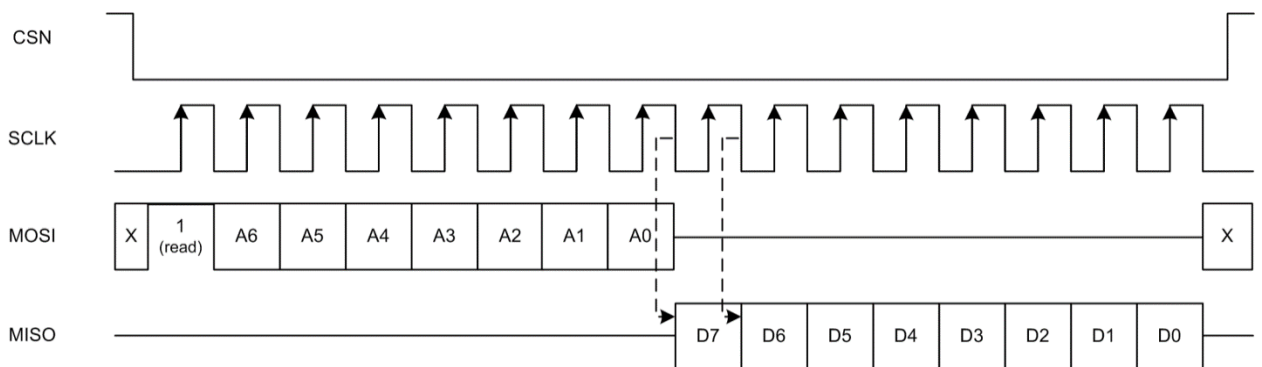 CSN
SCLK
MOSI X 1 (read) A6 A5 A4 A3 A2 A1 A0 X
MISO D7 D6 D5 D4 D3 D2 D1 D0